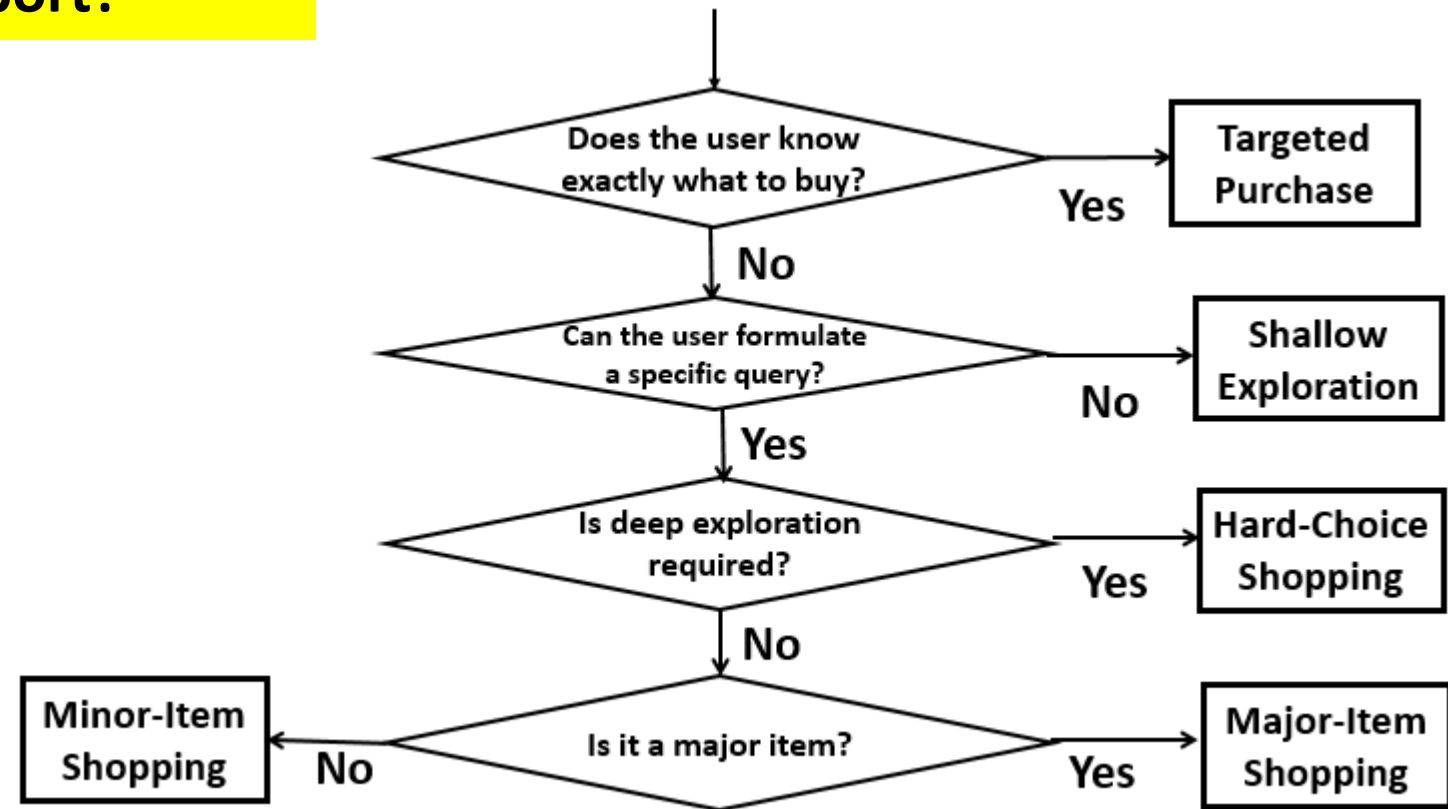 Does the user know
exactly what to buy?
Yes
Targeted
Purchase
No
Can the user formulate
a specific query?
No
Shallow
Exploration
Yes
Is deep exploration
required?
Yes
Hard-Choice
Shopping
No
Minor-Item
Shopping
No
Is it a major item?
Yes
Major-Item
Shopping